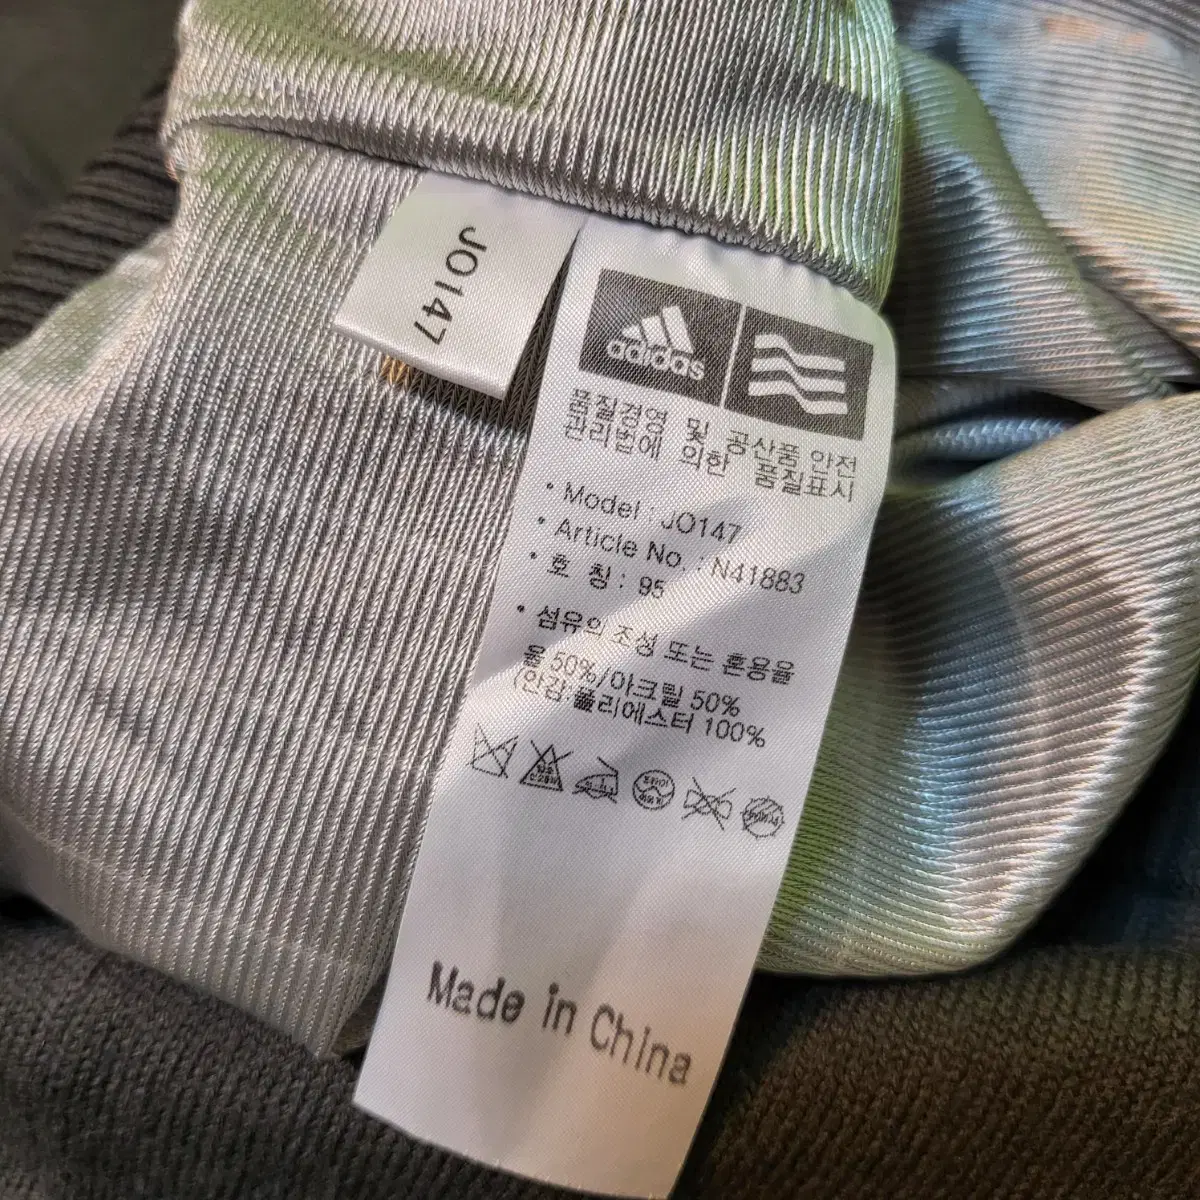 JO147
adidas
품질경영 및 공산품 안전
관리법에 의한 품질표시
• Model : JO147
• Article No. : N41883
• 호 칭 : 95
• 섬유의 조성 또는 혼용율
울 50%/아크릴 50%
(안감:폴리에스터 100%
Made in China